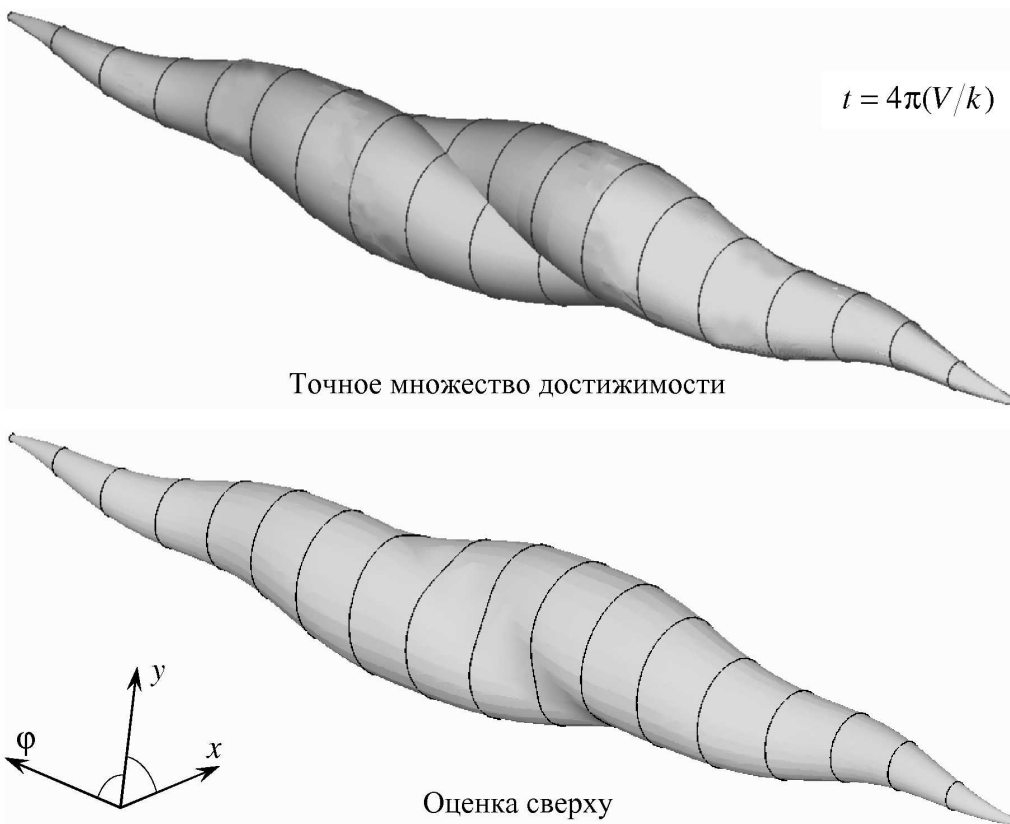 t = 4π(V/k)
Точное множество достижимости
y
φ
x
Оценка сверху